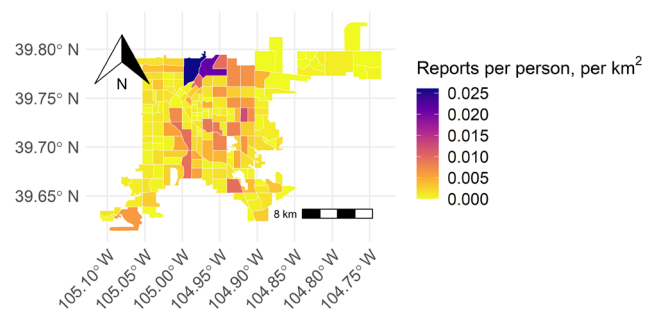 39.80° N
39.75° N
39.70° N
39.65° N
N
8 km
105.10° W
105.05° W
105.00° W
104.95° W
104.90° W
104.85° W
104.80° W
104.75° W
Reports per person, per km²
0.025
0.020
0.015
0.010
0.005
0.000